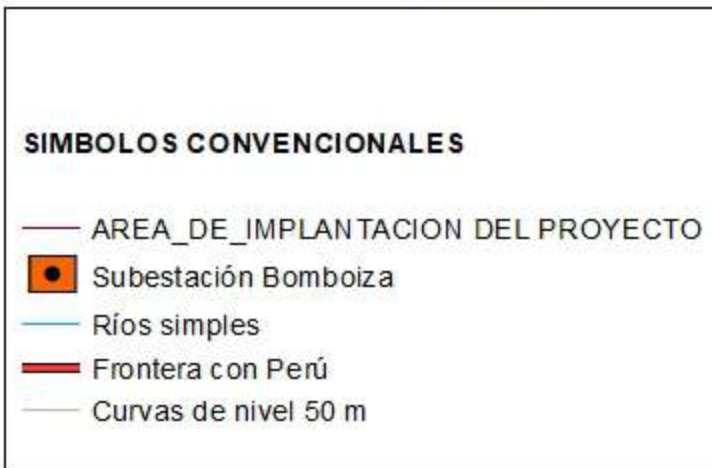 SIMBOLOS CONVENCIONALES
AREA_DE_IMPLANTACION DEL PROYECTO
Subestación Bomboiza
Ríos simples
Frontera con Perú
Curvas de nivel 50 m